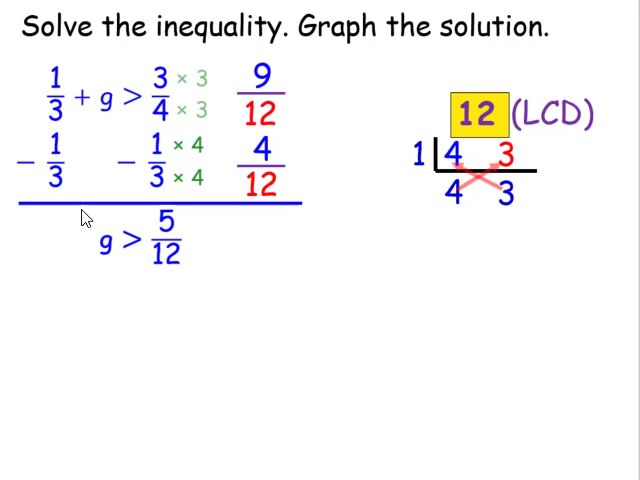 Solve the inequality. Graph the solution.
1/3 + g > 3/4 × 3 / × 3 9/12
− 1/3 − 1/3 × 4 / × 4 4/12
g > 5/12
12 (LCD)
1 4 3
4 3